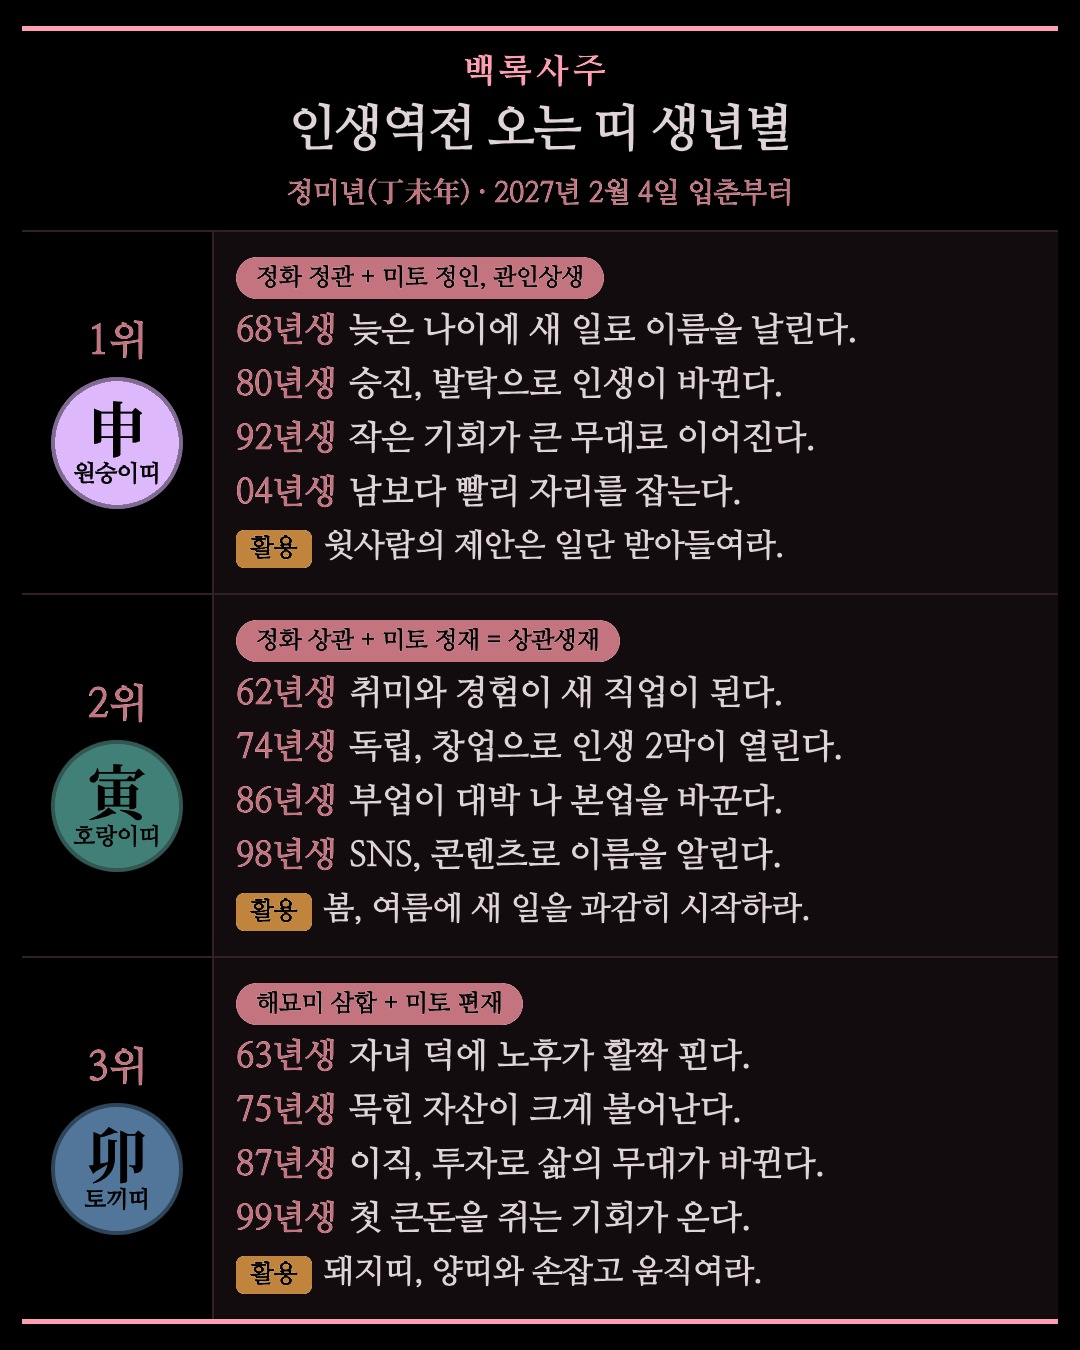 백록사주
인생역전 오는 띠 생년별
정미년(丁未年) · 2027년 2월 4일 입춘부터
1위
申
원숭이띠
정화 정관 + 미토 정인, 관인상생
68년생 늦은 나이에 새 일로 이름을 날린다.
80년생 승진, 발탁으로 인생이 바뀐다.
92년생 작은 기회가 큰 무대로 이어진다.
04년생 남보다 빨리 자리를 잡는다.
활용 윗사람의 제안은 일단 받아들여라.
2위
寅
호랑이띠
정화 상관 + 미토 정재 = 상관생재
62년생 취미와 경험이 새 직업이 된다.
74년생 독립, 창업으로 인생 2막이 열린다.
86년생 부업이 대박 나 본업을 바꾼다.
98년생 SNS, 콘텐츠로 이름을 알린다.
활용 봄, 여름에 새 일을 과감히 시작하라.
3위
卯
토끼띠
해묘미 삼합 + 미토 편재
63년생 자녀 덕에 노후가 활짝 핀다.
75년생 묵힌 자산이 크게 불어난다.
87년생 이직, 투자로 삶의 무대가 바뀐다.
99년생 첫 큰돈을 쥐는 기회가 온다.
활용 돼지띠, 양띠와 손잡고 움직여라.